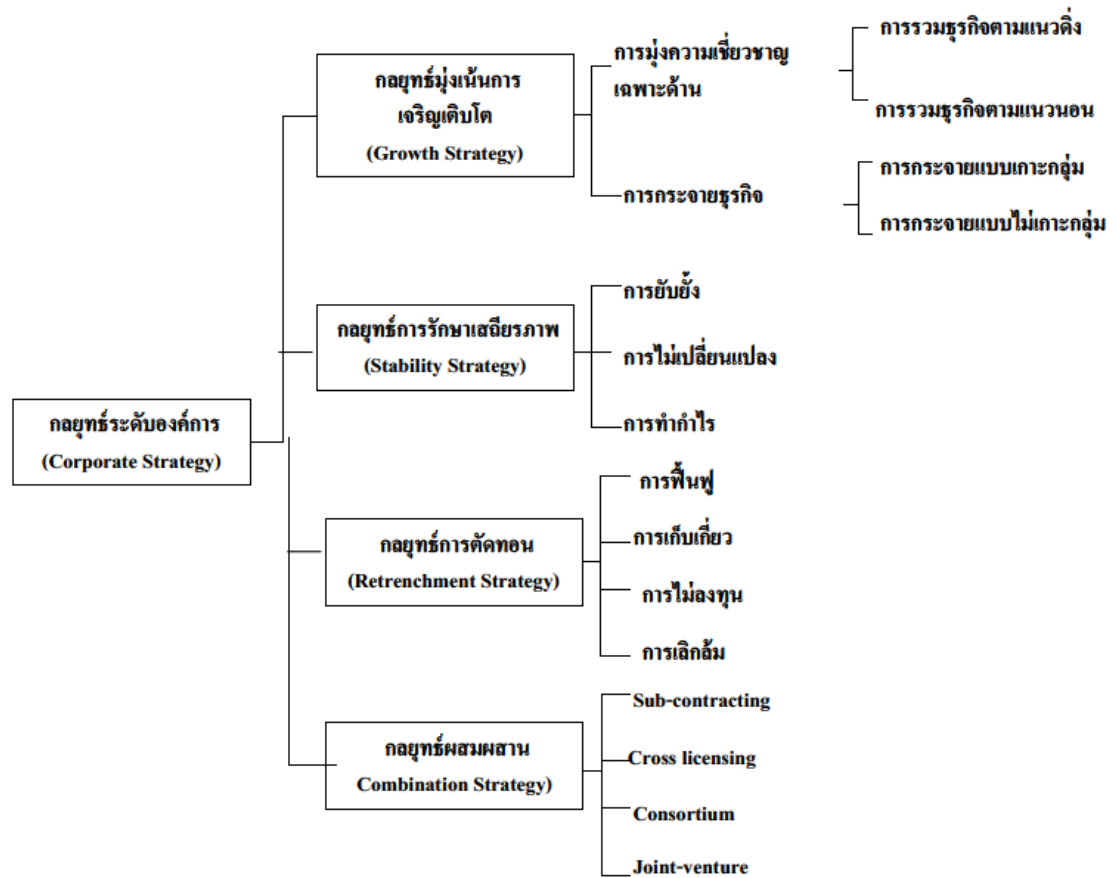 การรวมธุรกิจตามแนวดิ่ง
การมุ่งความเชี่ยวชาญ
เฉพาะด้าน
กลยุทธ์มุ่งเน้นการ
เจริญเติบโต
(Growth Strategy)
การรวมธุรกิจตามแนวนอน
การกระจายแบบเกาะกลุ่ม
การกระจายธุรกิจ
การกระจายแบบไม่เกาะกลุ่ม
การยับยั้ง
กลยุทธ์การรักษาเสถียรภาพ
(Stability Strategy)
การไม่เปลี่ยนแปลง
การทำกำไร
กลยุทธ์ระดับองค์การ
(Corporate Strategy)
การฟื้นฟู
การเก็บเกี่ยว
กลยุทธ์การตัดทอน
(Retrenchment Strategy)
การไม่ลงทุน
การเลิกล้ม
Sub-contracting
กลยุทธ์ผสมผสาน
Combination Strategy)
Cross licensing
Consortium
Joint-venture